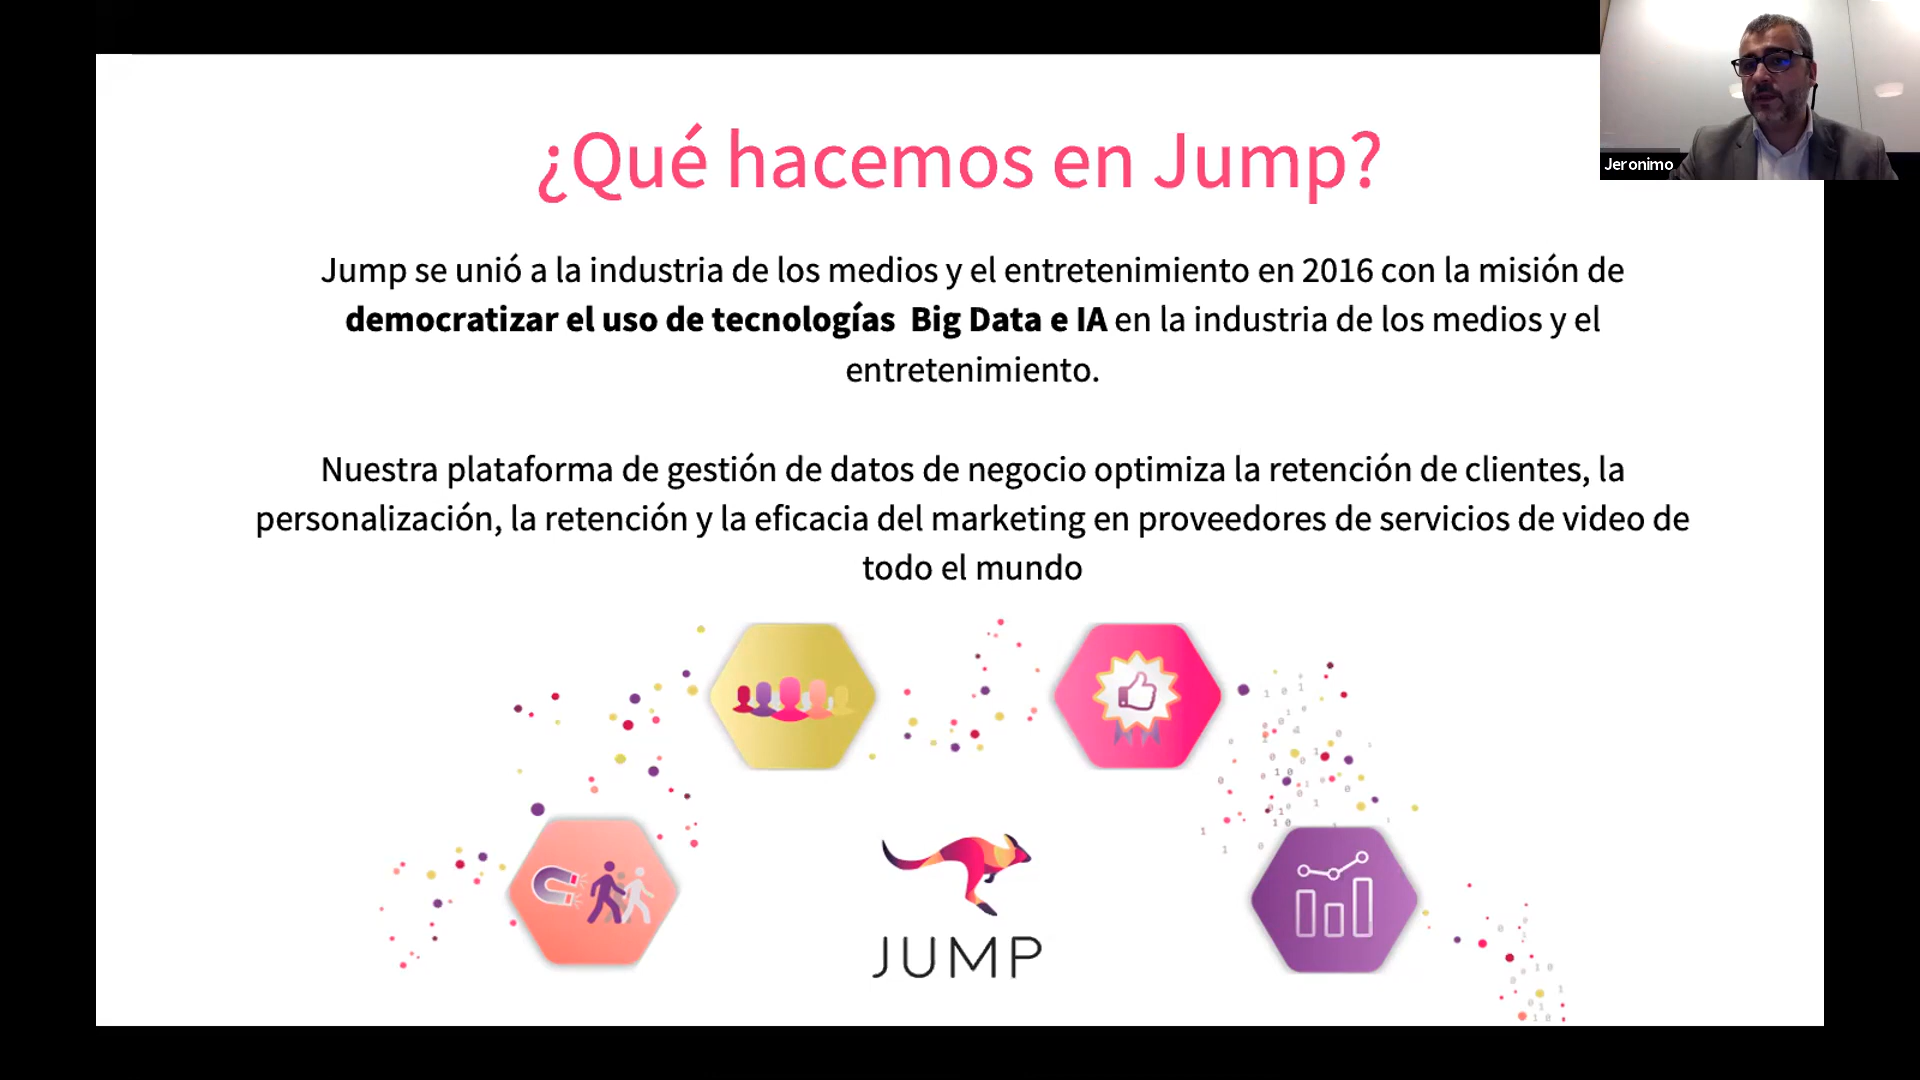 ¿Qué hacemos en Jump?
Jeronimo
Jump se unió a la industria de los medios y el entretenimiento en 2016 con la misión de
democratizar el uso de tecnologías  Big Data e IA en la industria de los medios y el
entretenimiento.
Nuestra plataforma de gestión de datos de negocio optimiza la retención de clientes, la
personalización, la retención y la eficacia del marketing en proveedores de servicios de video de
todo el mundo
JUMP